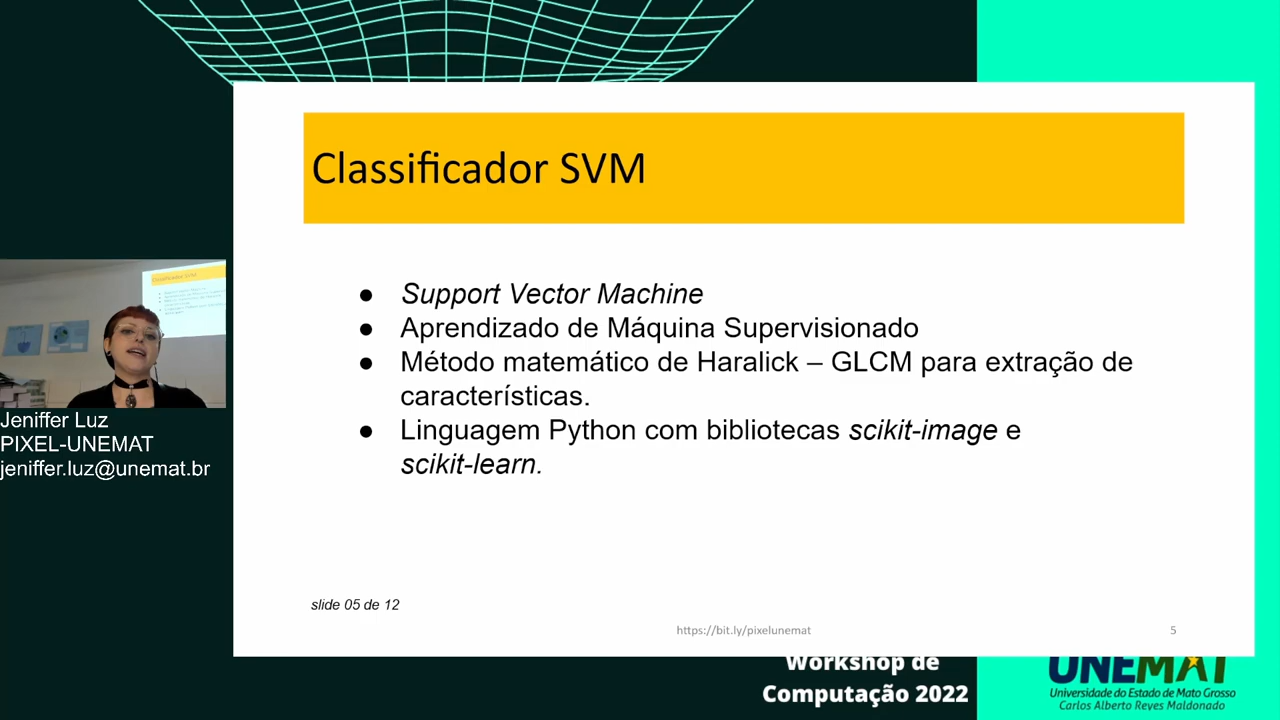 Classificador SVM
● Support Vector Machine
● Aprendizado de Máquina Supervisionado
● Método matemático de Haralick – GLCM para extração de
características.
● Linguagem Python com bibliotecas scikit-image e
scikit-learn.
slide 05 de 12
https://bit.ly/pixelunemat
5
Jeniffer Luz
PIXEL-UNEMAT
jeniffer.luz@unemat.br
Workshop de
Computação 2022
UNEMAT
Universidade do Estado de Mato Grosso
Carlos Alberto Reyes Maldonado